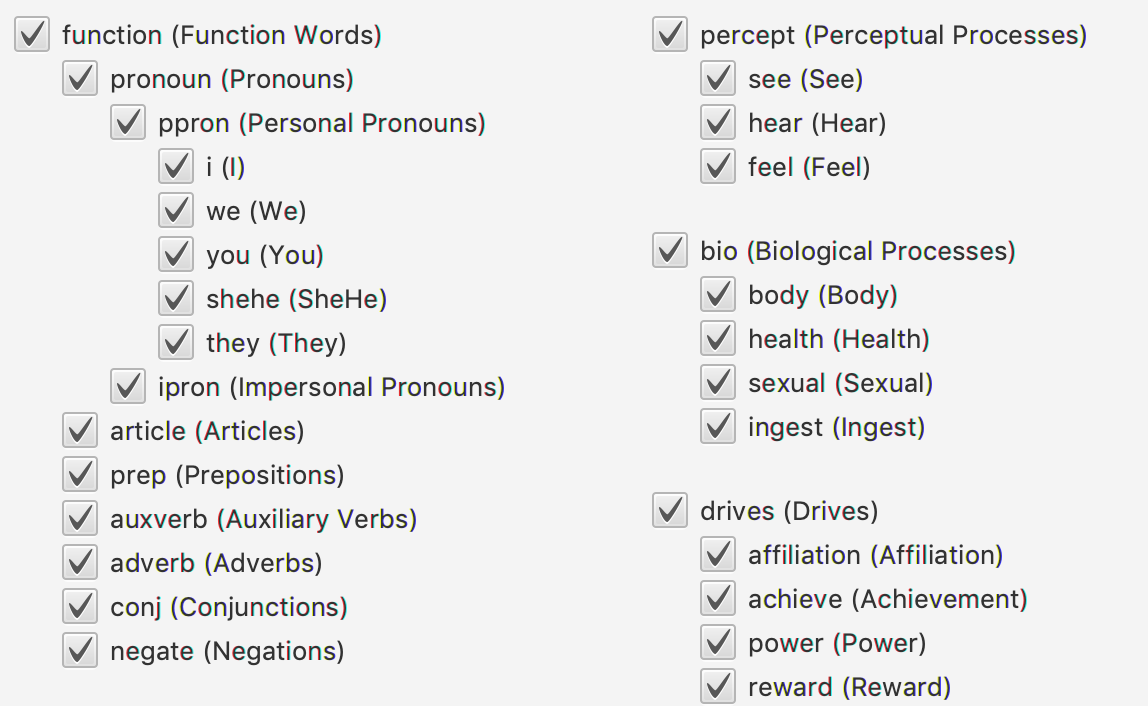 function (Function Words)
pronoun (Pronouns)
ppron (Personal Pronouns)
i (I)
we (We)
you (You)
shehe (SheHe)
they (They)
ipron (Impersonal Pronouns)
article (Articles)
prep (Prepositions)
auxverb (Auxiliary Verbs)
adverb (Adverbs)
conj (Conjunctions)
negate (Negations)
percept (Perceptual Processes)
see (See)
hear (Hear)
feel (Feel)
bio (Biological Processes)
body (Body)
health (Health)
sexual (Sexual)
ingest (Ingest)
drives (Drives)
affiliation (Affiliation)
achieve (Achievement)
power (Power)
reward (Reward)